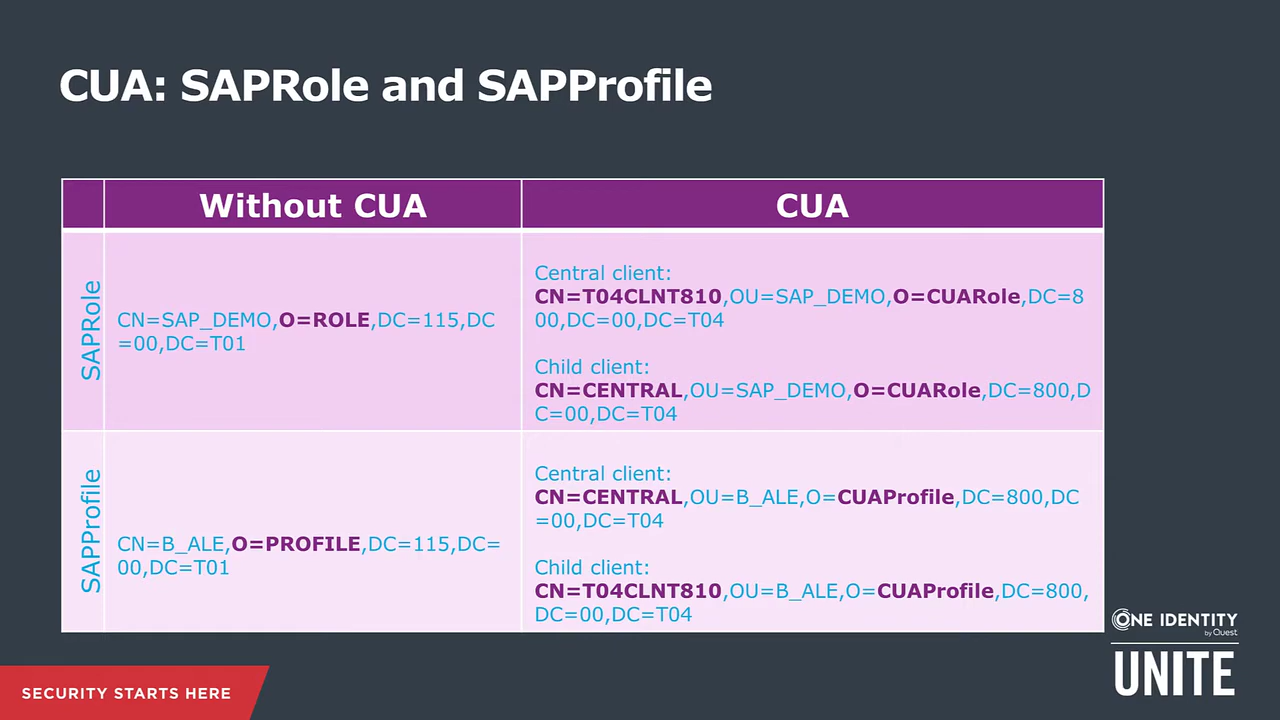 CUA: SAPRole and SAPProfile
Without CUA
CUA
SAPRole
CN=SAP_DEMO,O=ROLE,DC=115,DC
=00,DC=T01
Central client:
CN=T04CLNT810,OU=SAP_DEMO,O=CUARole,DC=8
00,DC=00,DC=T04
Child client:
CN=CENTRAL,OU=SAP_DEMO,O=CUARole,DC=800,D
C=00,DC=T04
SAPProfile
CN=B_ALE,O=PROFILE,DC=115,DC=
00,DC=T01
Central client:
CN=CENTRAL,OU=B_ALE,O=CUAProfile,DC=800,DC
=00,DC=T04
Child client:
CN=T04CLNT810,OU=B_ALE,O=CUAProfile,DC=800,
DC=00,DC=T04
ONE IDENTITY
by Quest
UNITE
SECURITY STARTS HERE